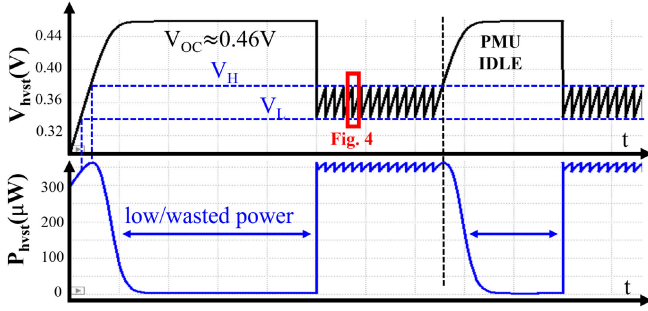 V_hvst(V)
0.44
0.40
0.36
0.32
V_OC≈0.46V
V_H
V_L
Fig. 4
PMU
IDLE
t
P_hvst(μW)
300
200
100
0
low/wasted power
t